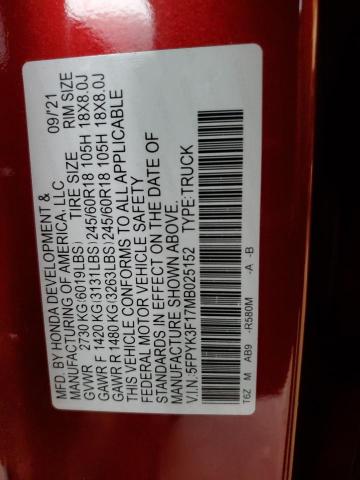 MFD. BY HONDA DEVELOPMENT & 09/21
MANUFACTURING OF AMERICA, LLC
TIRE SIZE RIM SIZE
GVWR 2730 KG(6019LBS)
GAWR F 1420 KG(3131LBS) 245/60R18 105H 18X8.0J
GAWR R 1480 KG(3263LBS) 245/60R18 105H 18X8.0J
THIS VEHICLE CONFORMS TO ALL APPLICABLE
FEDERAL MOTOR VEHICLE SAFETY
STANDARDS IN EFFECT ON THE DATE OF
MANUFACTURE SHOWN ABOVE.
V.I.N.:5FPYK3F17MB025152 TYPE:TRUCK
T6Z M AB9 -R580M -A -B